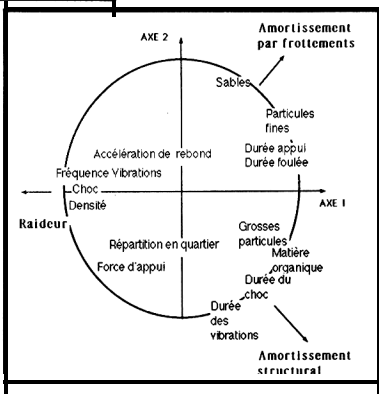 Amortissement
par frottements
AXE 2
Sables
Particules
fines
Durée appui
Durée foulée
Accélération de rebond
Fréquence Vibrations
Choc
Densité
AXE 1
Raideur
Grosses
particules
Répartition en quartier
Matière
organique
Force d'appui
Durée du
choc
Durée
des
vibrations
Amortissement
structural